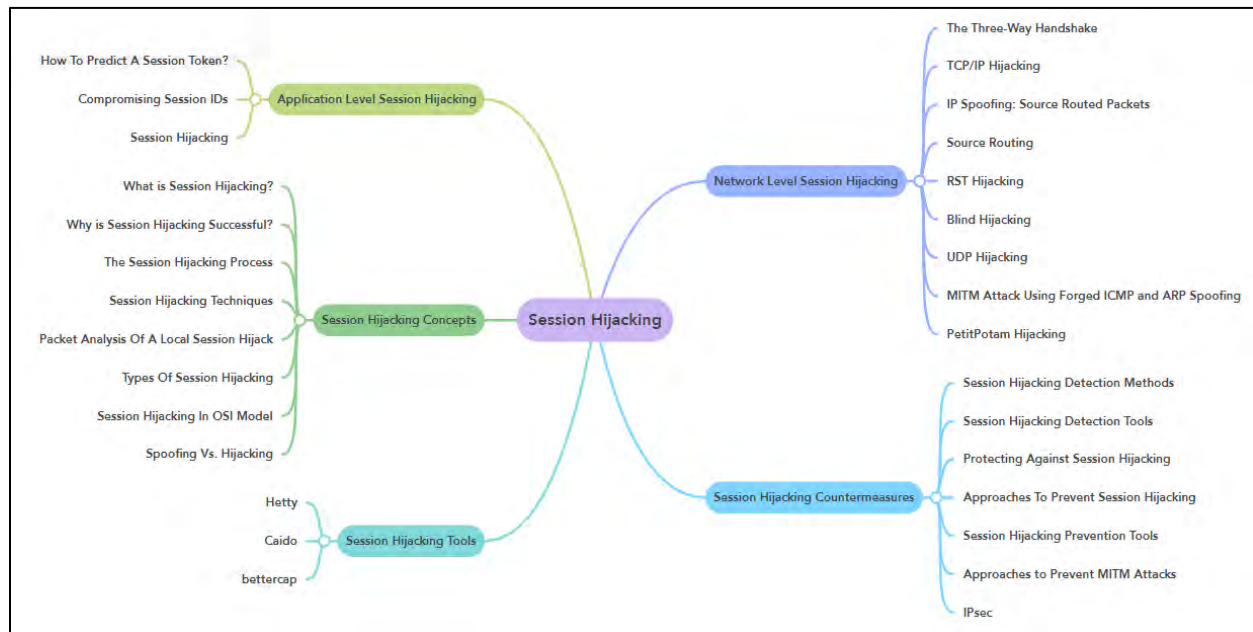 Session Hijacking
Application Level Session Hijacking
How To Predict A Session Token?
Compromising Session IDs
Session Hijacking
Session Hijacking Concepts
What is Session Hijacking?
Why is Session Hijacking Successful?
The Session Hijacking Process
Session Hijacking Techniques
Packet Analysis Of A Local Session Hijack
Types Of Session Hijacking
Session Hijacking In OSI Model
Spoofing Vs. Hijacking
Session Hijacking Tools
Hetty
Caido
bettercap
Network Level Session Hijacking
The Three-Way Handshake
TCP/IP Hijacking
IP Spoofing: Source Routed Packets
Source Routing
RST Hijacking
Blind Hijacking
UDP Hijacking
MITM Attack Using Forged ICMP and ARP Spoofing
PetitPotam Hijacking
Session Hijacking Countermeasures
Session Hijacking Detection Methods
Session Hijacking Detection Tools
Protecting Against Session Hijacking
Approaches To Prevent Session Hijacking
Session Hijacking Prevention Tools
Approaches to Prevent MITM Attacks
IPsec